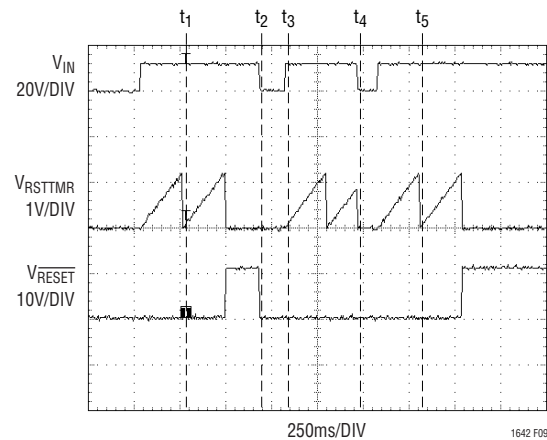 t1 t2 t3 t4 t5
VIN
20V/DIV
VRSTTMR
1V/DIV
VRESET
10V/DIV
T
T
1
250ms/DIV
1642 F09